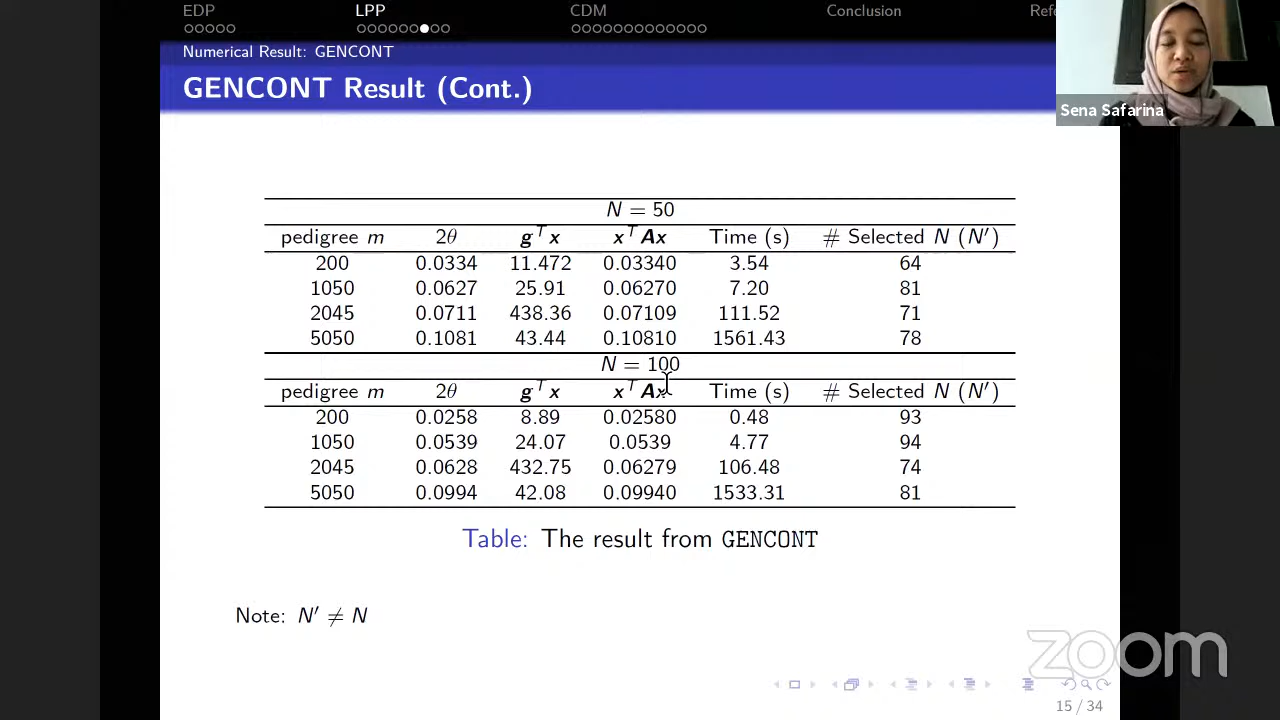 EDP LPP CDM Conclusion Refe
Numerical Result: GENCONT
GENCONT Result (Cont.)
Sena Safarina
N = 50
pedigree m 2θ gᵀx xᵀAx Time (s) # Selected N (N′)
200 0.0334 11.472 0.03340 3.54 64
1050 0.0627 25.91 0.06270 7.20 81
2045 0.0711 438.36 0.07109 111.52 71
5050 0.1081 43.44 0.10810 1561.43 78
N = 100
pedigree m 2θ gᵀx xᵀAx Time (s) # Selected N (N′)
200 0.0258 8.89 0.02580 0.48 93
1050 0.0539 24.07 0.0539 4.77 94
2045 0.0628 432.75 0.06279 106.48 74
5050 0.0994 42.08 0.09940 1533.31 81
Table: The result from GENCONT
Note: N′ ≠ N
zoom
15 / 34